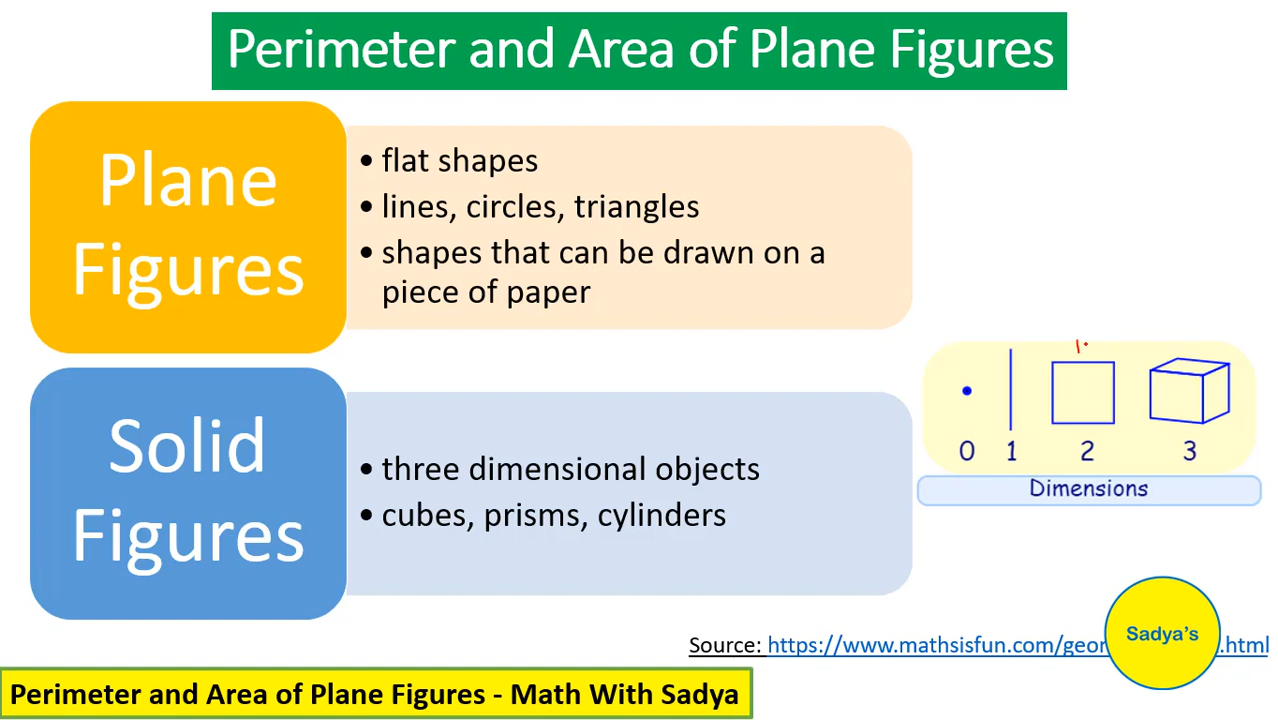 Perimeter and Area of Plane Figures
Plane
Figures
• flat shapes
• lines, circles, triangles
• shapes that can be drawn on a
piece of paper
Solid
Figures
• three dimensional objects
• cubes, prisms, cylinders
0 1 2 3
Dimensions
Source: https://www.mathsisfun.com/geor .html
Sadya's
Perimeter and Area of Plane Figures - Math With Sadya